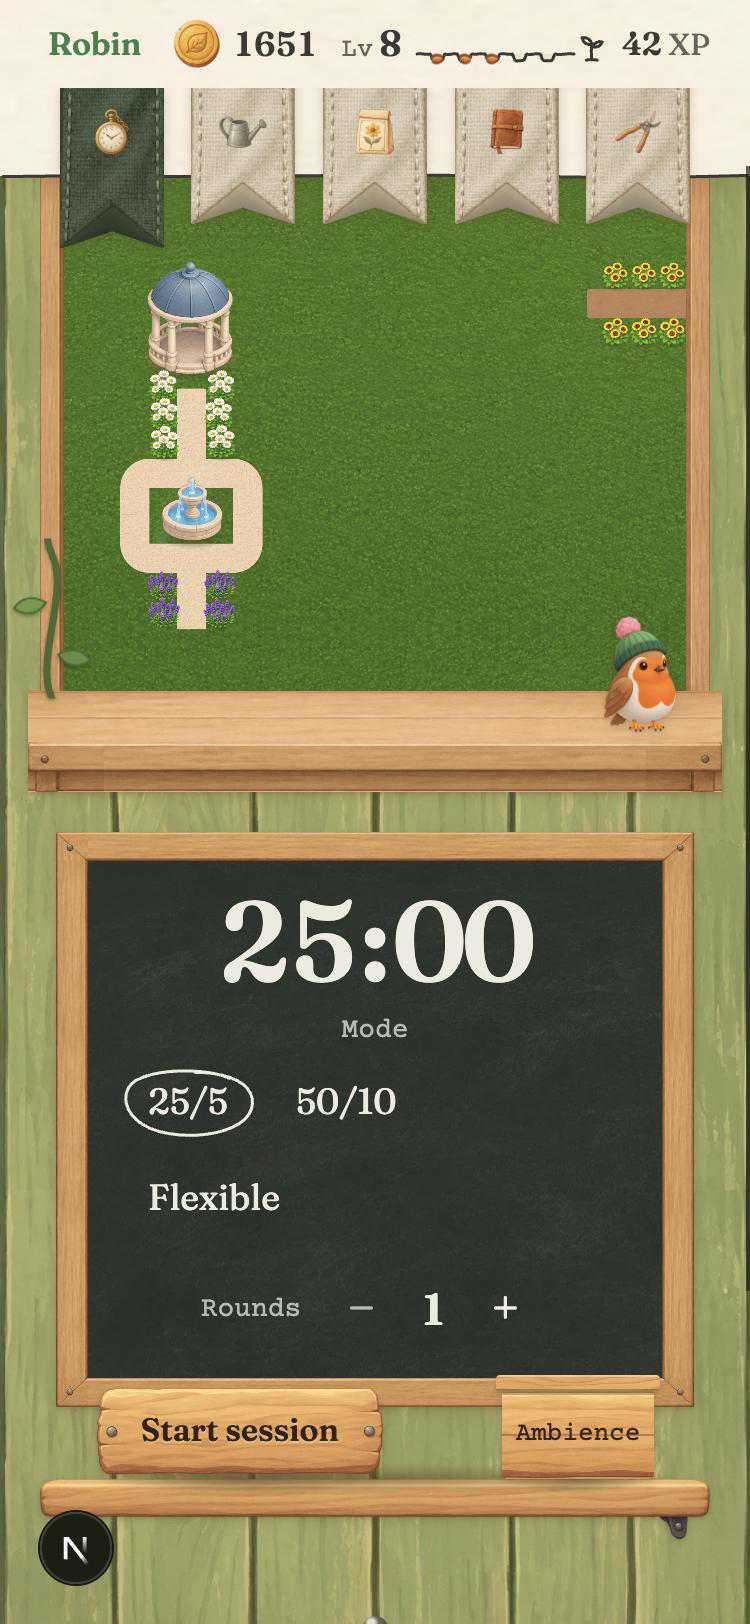 Robin 1651 Lv 8 42 XP
25:00
Mode
25/5 50/10
Flexible
Rounds − 1 +
Start session
Ambience
N